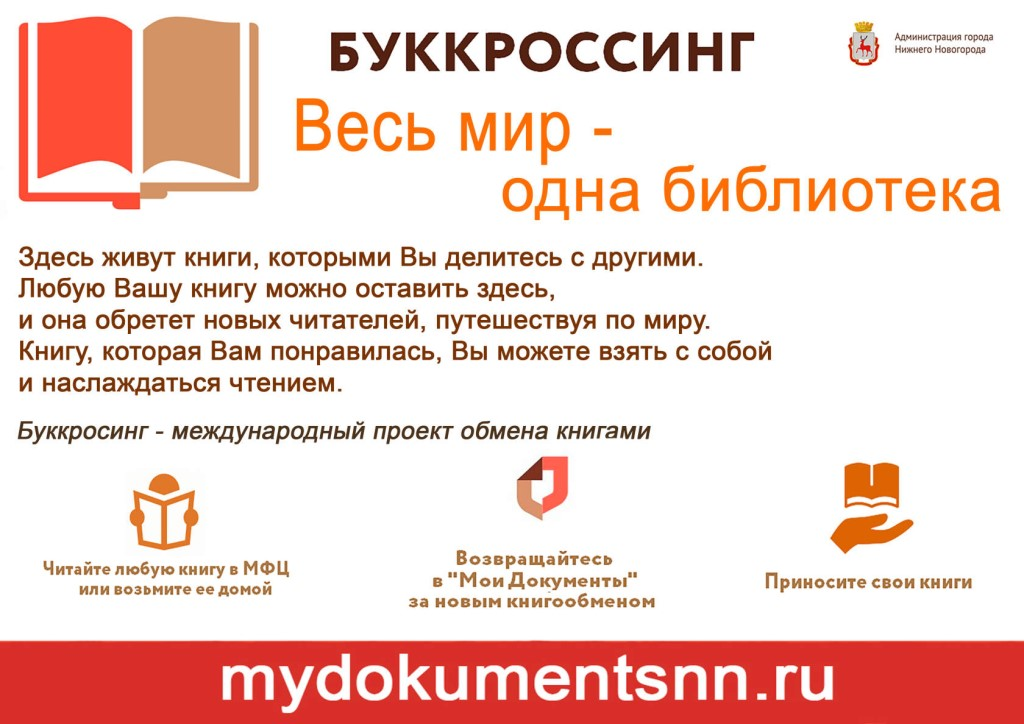 БУККРОССИНГ
Администрация города
Нижнего Новгорода
Весь мир -
одна библиотека
Здесь живут книги, которыми Вы делитесь с другими.
Любую Вашу книгу можно оставить здесь,
и она обретет новых читателей, путешествуя по миру.
Книгу, которая Вам понравилась, Вы можете взять с собой
и наслаждаться чтением.
Буккросинг - международный проект обмена книгами
Читайте любую книгу в МФЦ
или возьмите ее домой
Возвращайтесь
в "Мои Документы"
за новым книгообменом
Приносите свои книги
mydokumentsnn.ru